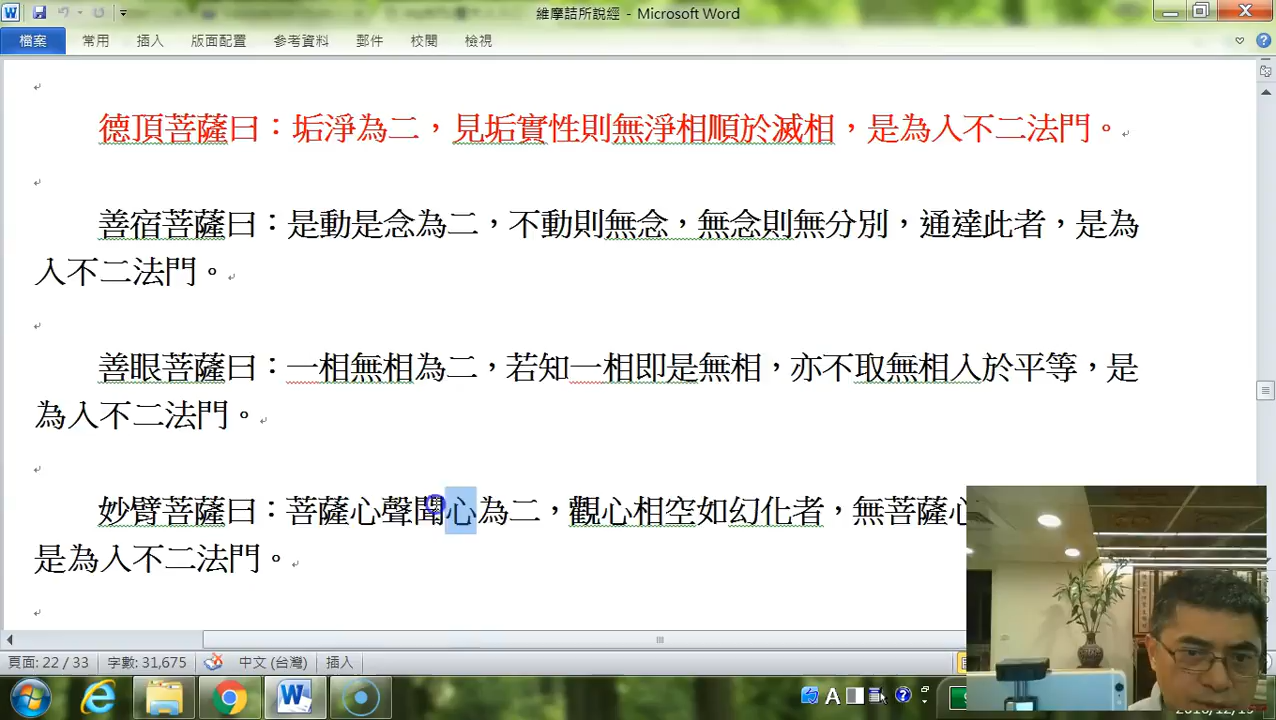 維摩詰所說經 - Microsoft Word
檔案 常用 插入 版面配置 參考資料 郵件 校閱 檢視
德頂菩薩曰：垢淨為二，見垢實性則無淨相順於滅相，是為入不二法門。
善宿菩薩曰：是動是念為二，不動則無念，無念則無分別，通達此者，是為
入不二法門。
善眼菩薩曰：一相無相為二，若知一相即是無相，亦不取無相入於平等，是
為入不二法門。
妙臂菩薩曰：菩薩心聲聞心為二，觀心相空如幻化者，無菩薩心
是為入不二法門。
頁面: 22 / 33 字數: 31,675 中文 (台灣) 插入